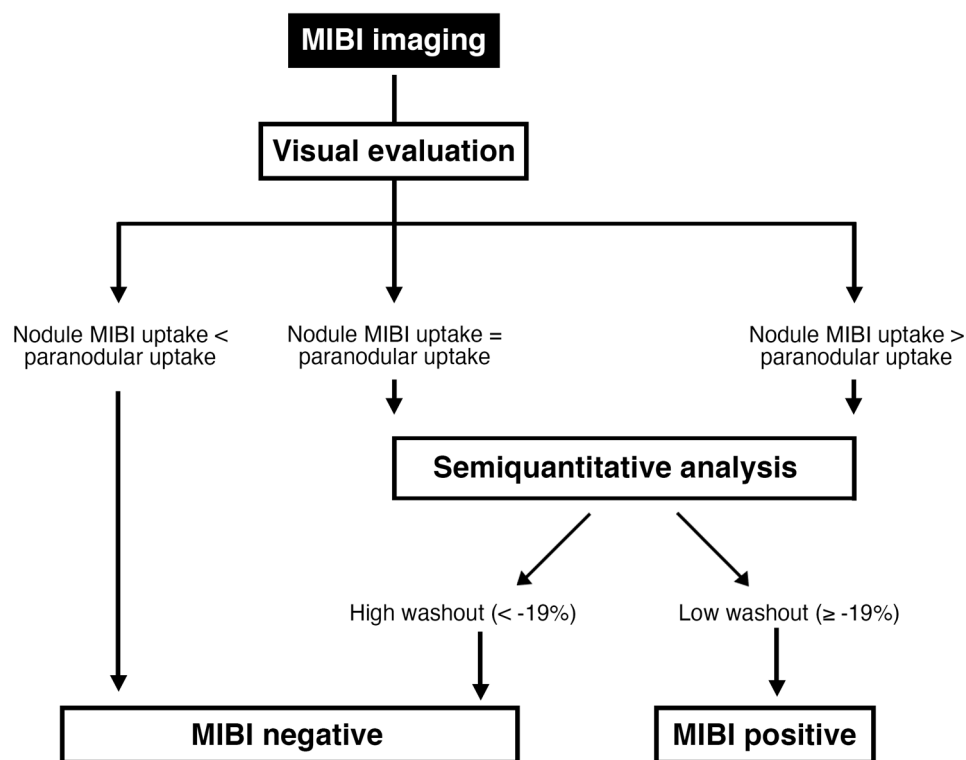 MIBI imaging
Visual evaluation
Nodule MIBI uptake <
paranodular uptake
Nodule MIBI uptake =
paranodular uptake
Nodule MIBI uptake >
paranodular uptake
Semiquantitative analysis
High washout (< -19%)
Low washout (≥ -19%)
MIBI negative
MIBI positive